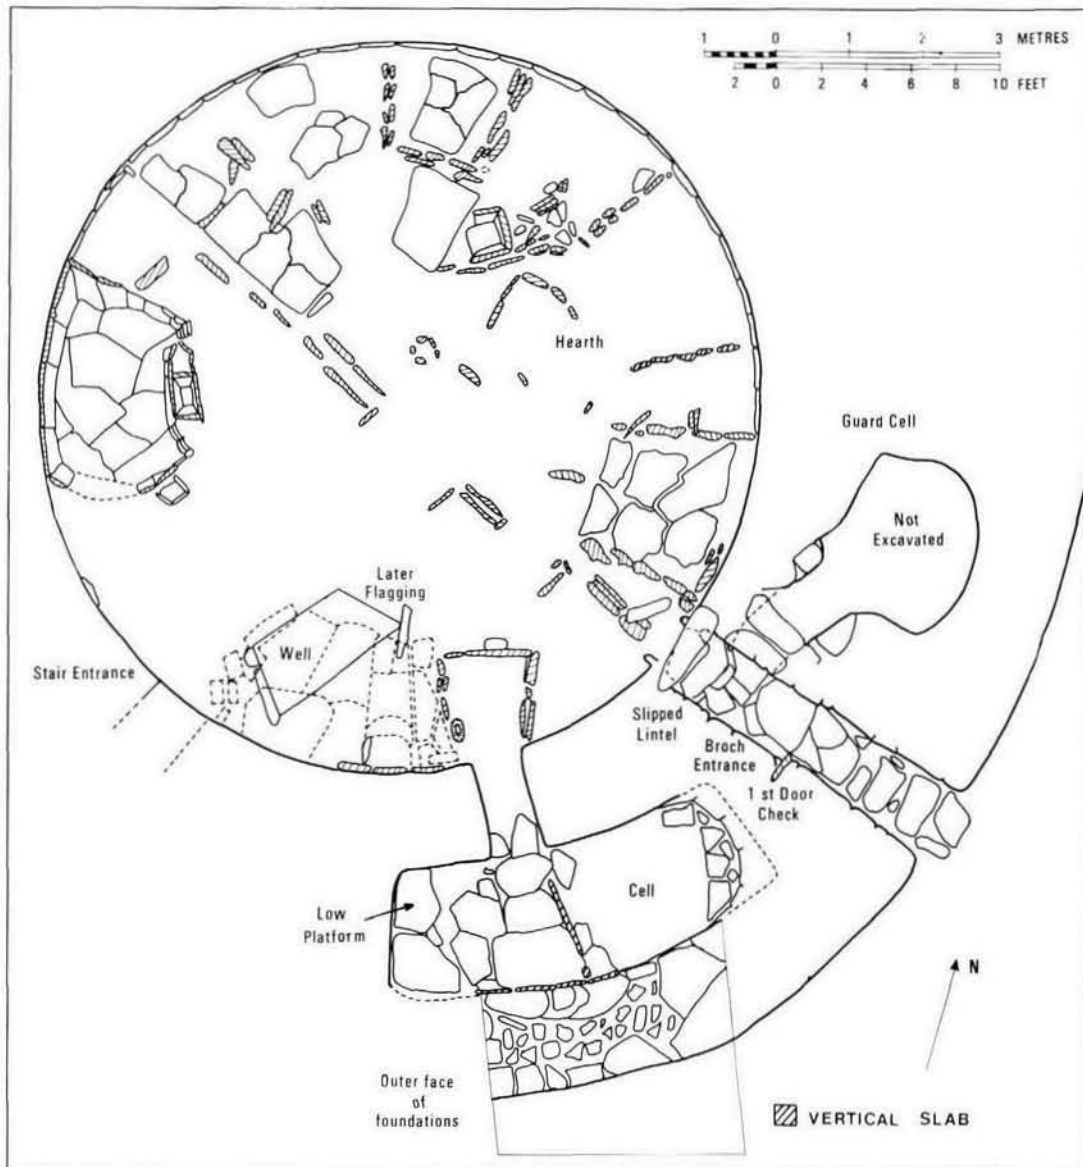 1 0 1 2 3 METRES
2 0 2 4 6 8 10 FEET
Hearth
Guard Cell
Not
Excavated
Later
Flagging
Well
Stair Entrance
Slipped
Lintel
Broch
Entrance
1 st Door
Check
Cell
Low
Platform
N
Outer face
of
foundations
VERTICAL SLAB